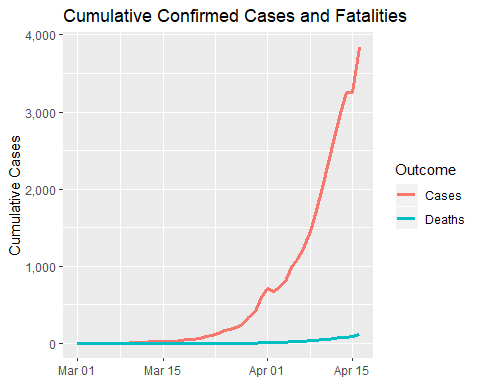 Cumulative Confirmed Cases and Fatalities
4,000
3,000
2,000
1,000
0
Cumulative Cases
Mar 01
Mar 15
Apr 01
Apr 15
Outcome
Cases
Deaths